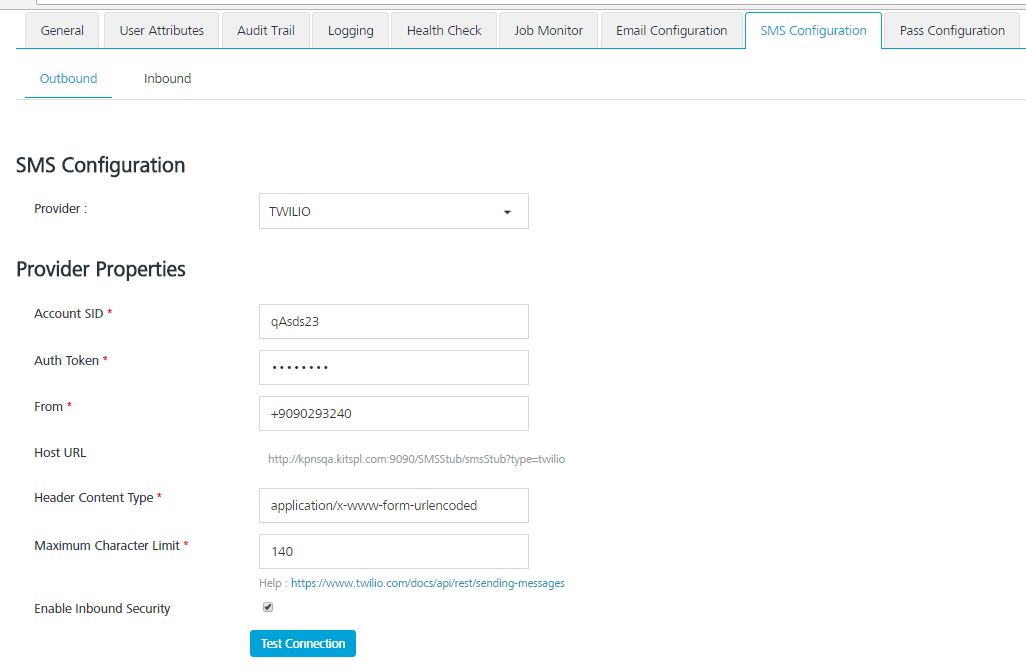 General User Attributes Audit Trail Logging Health Check Job Monitor Email Configuration SMS Configuration Pass Configuration
Outbound Inbound
SMS Configuration
Provider : TWILIO
Provider Properties
Account SID * qAsds23
Auth Token * ••••••••
From * +9090293240
Host URL http://kpnsqa.kitspl.com:9090/SMSStub/smsStub?type=twilio
Header Content Type * application/x-www-form-urlencoded
Maximum Character Limit * 140
Help : https://www.twilio.com/docs/api/rest/sending-messages
Enable Inbound Security
Test Connection